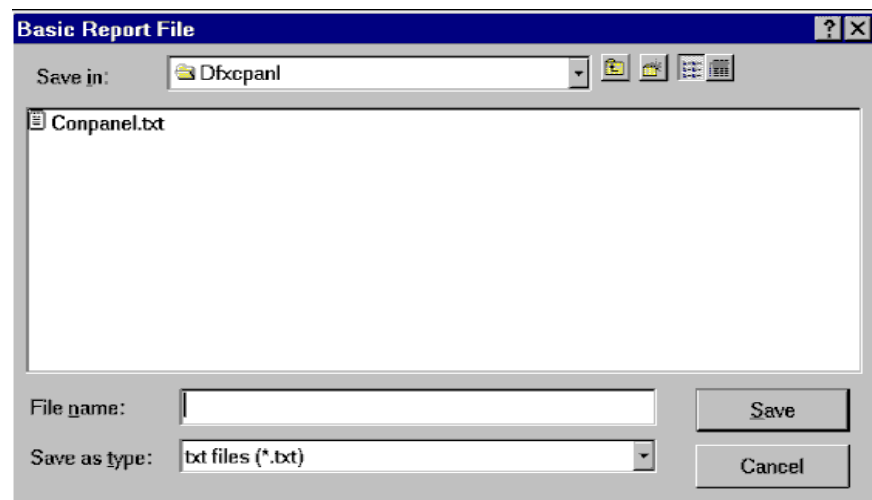 Basic Report File
Save in: Dfxcpanl
Conpanel.txt
File name: Save
Save as type: txt files (*.txt) Cancel